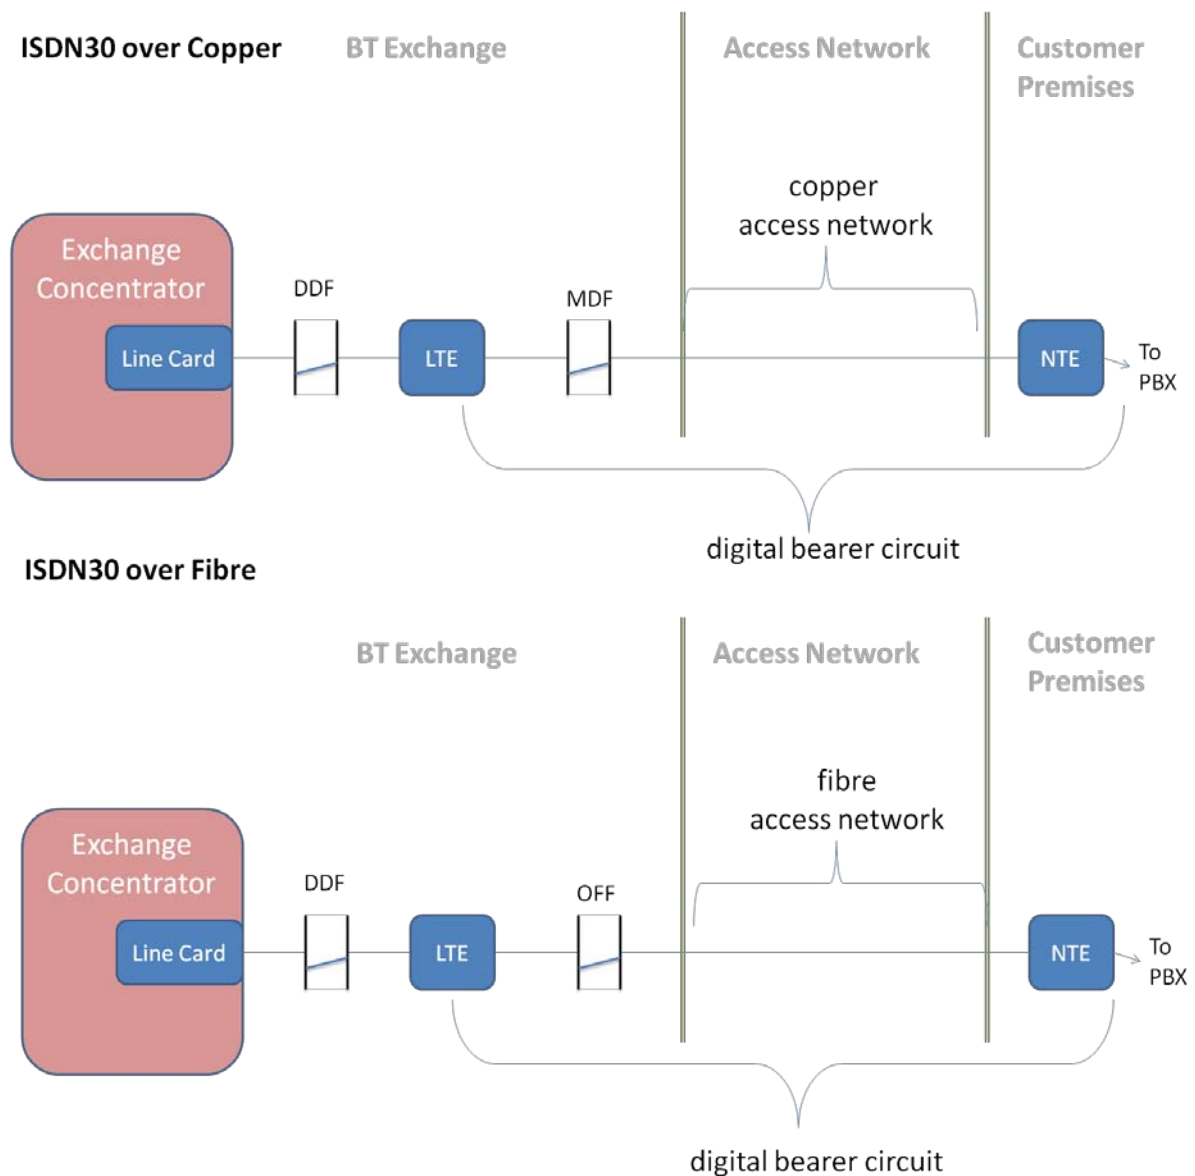 ISDN30 over Copper
BT Exchange
Access Network
Customer
Premises
copper
access network
Exchange
Concentrator
Line Card
DDF
LTE
MDF
NTE
To
PBX
digital bearer circuit
ISDN30 over Fibre
BT Exchange
Access Network
Customer
Premises
fibre
access network
Exchange
Concentrator
Line Card
DDF
LTE
OFF
NTE
To
PBX
digital bearer circuit